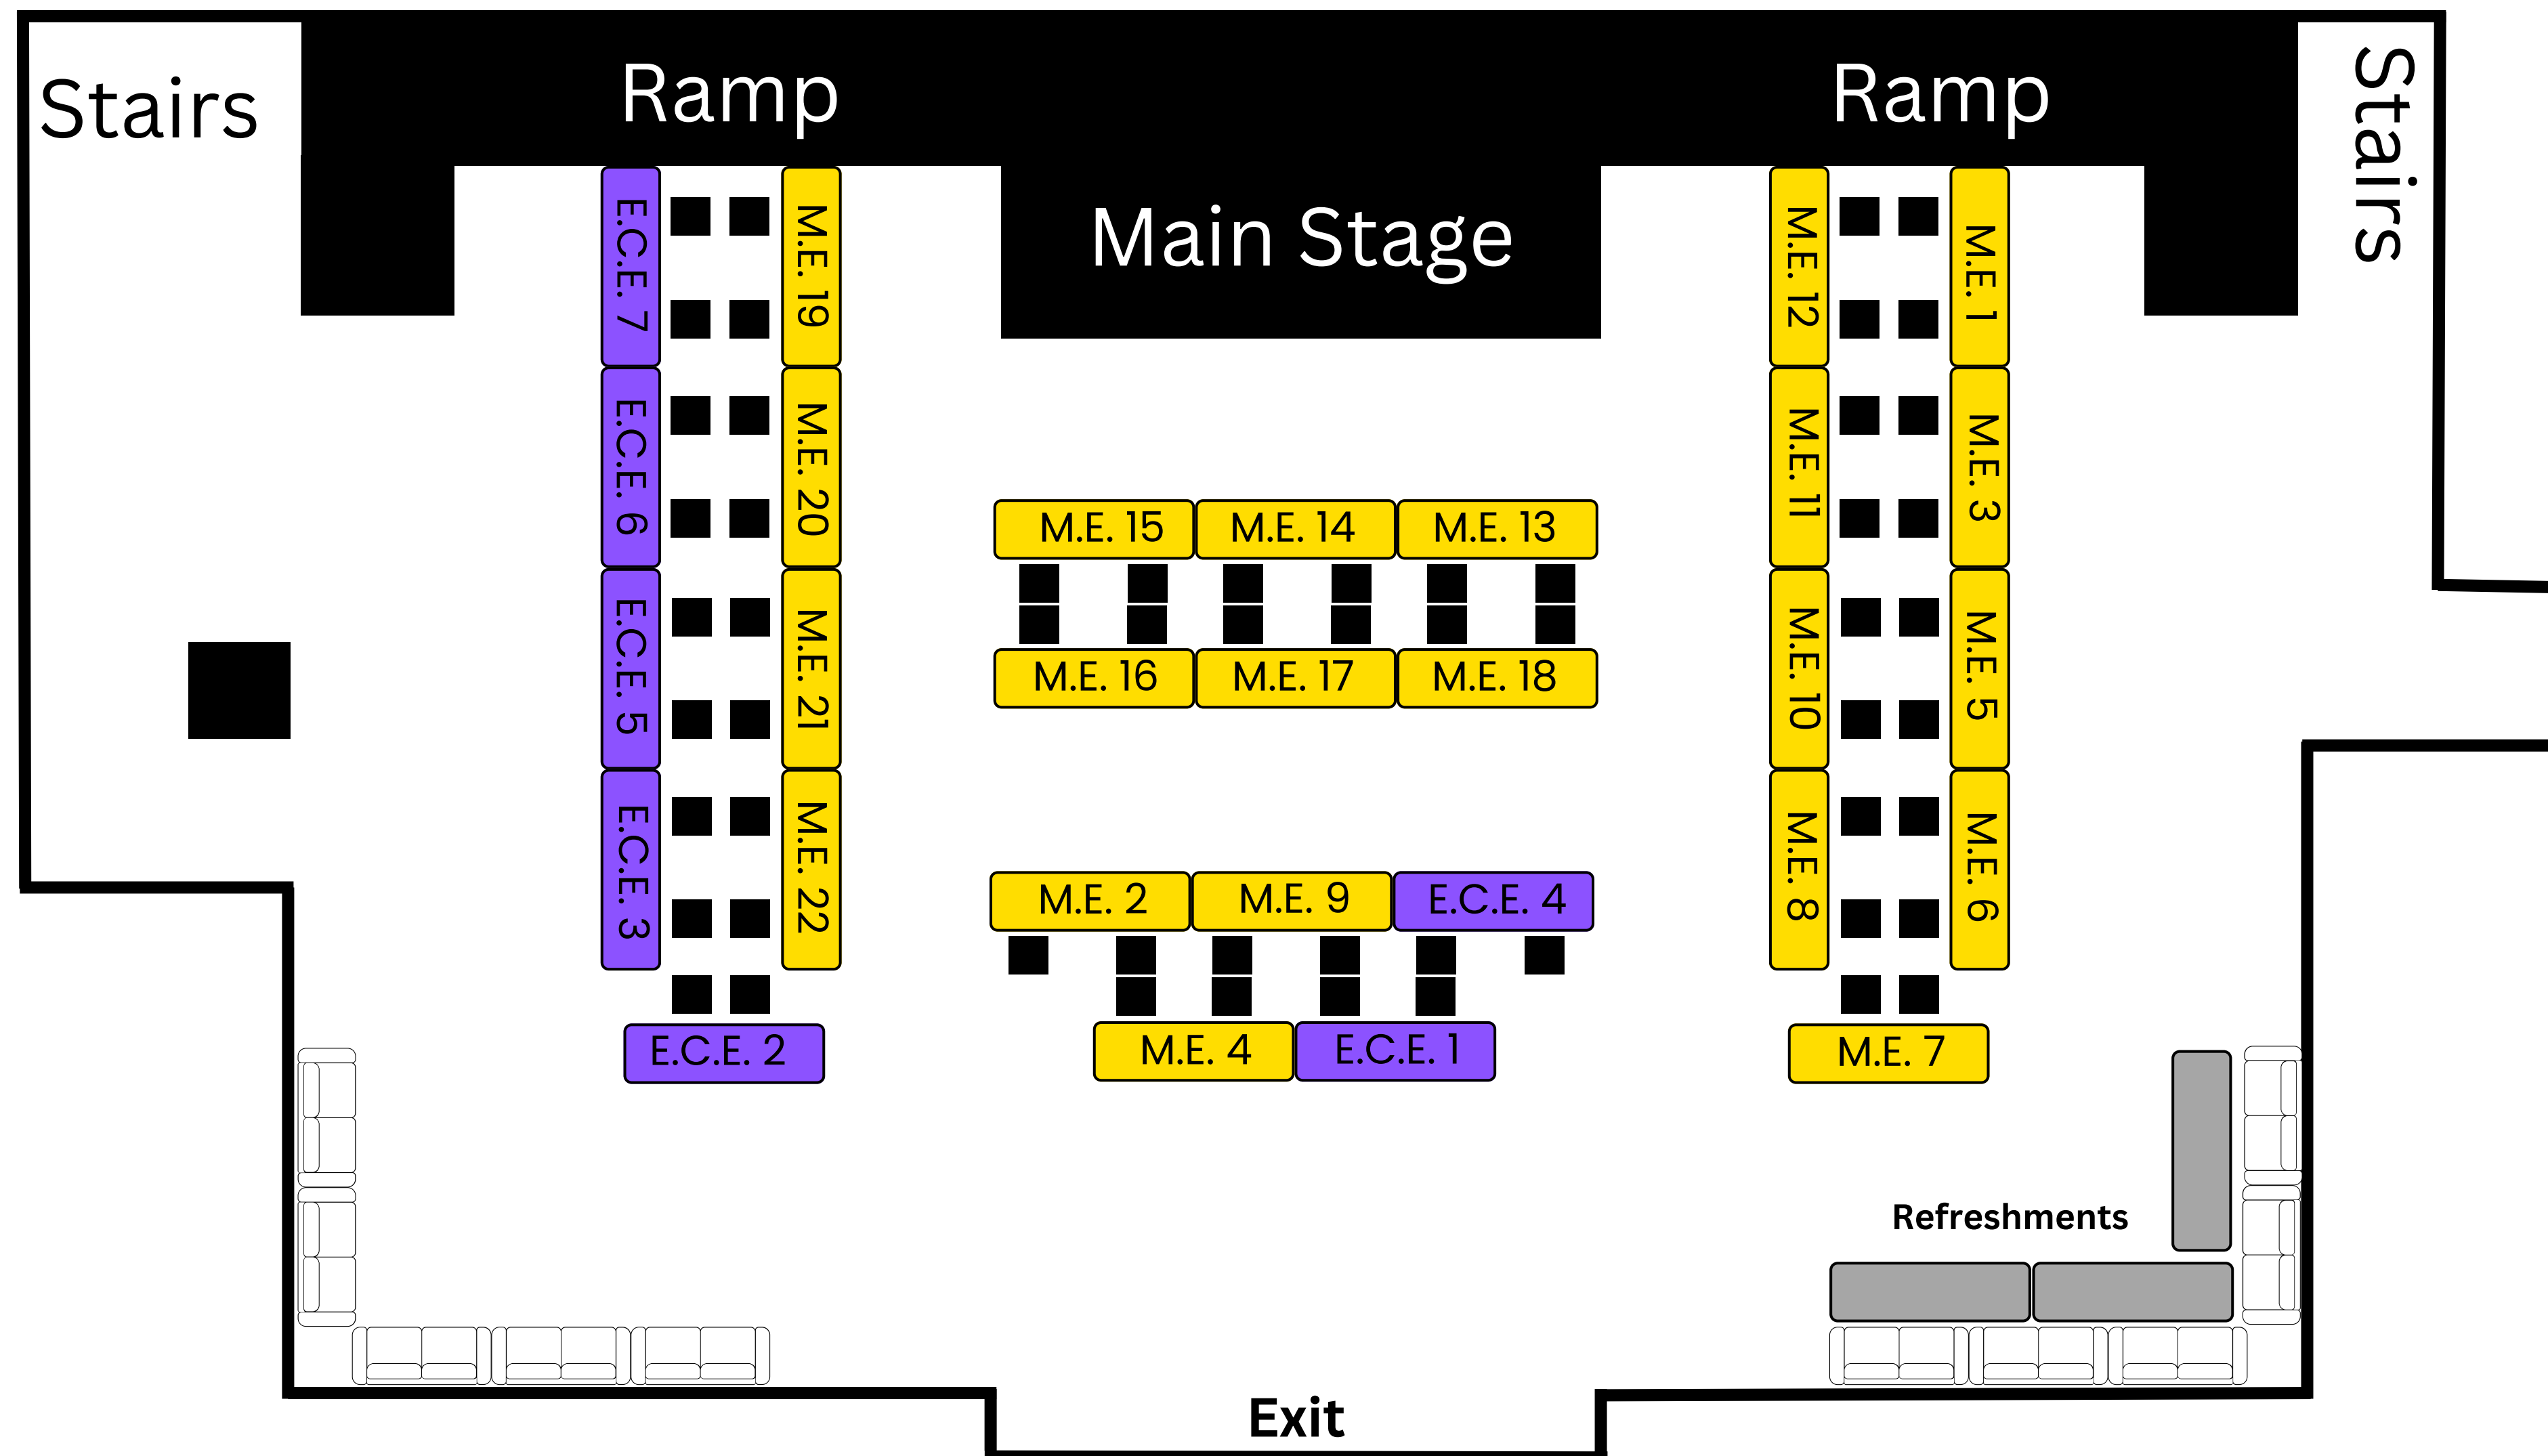 Stairs
Ramp
Ramp
Stairs
Main Stage
E.C.E. 7
M.E. 19
M.E. 12
M.E. 1
E.C.E. 6
M.E. 20
M.E. 11
M.E. 3
M.E. 15
M.E. 14
M.E. 13
E.C.E. 5
M.E. 21
M.E. 16
M.E. 17
M.E. 18
M.E. 10
M.E. 5
E.C.E. 3
M.E. 22
M.E. 2
M.E. 9
E.C.E. 4
M.E. 8
M.E. 6
E.C.E. 2
M.E. 4
E.C.E. 1
M.E. 7
Refreshments
Exit